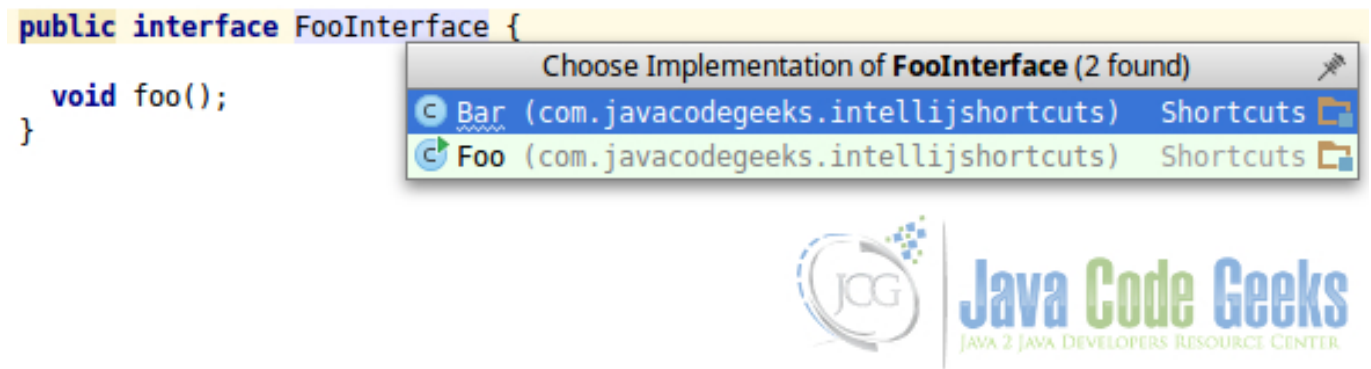 public interface FooInterface {
void foo();
}
Choose Implementation of FooInterface (2 found)
C Bar (com.javacodegeeks.intellijshortcuts) Shortcuts
C Foo (com.javacodegeeks.intellijshortcuts) Shortcuts
JCG
Java Code Geeks
JAVA 2 JAVA DEVELOPERS RESOURCE CENTER